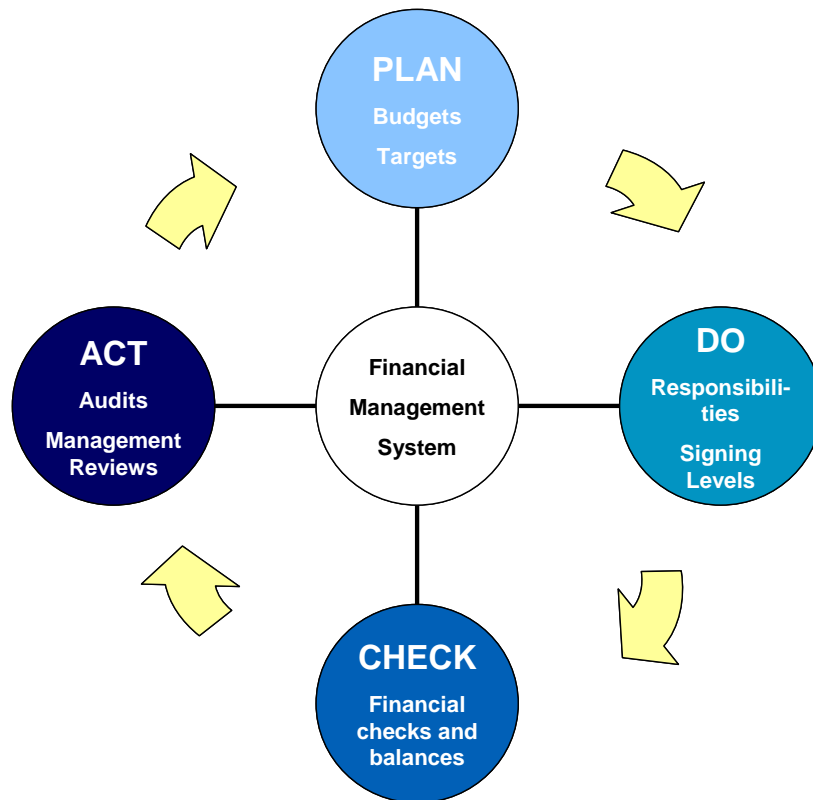 PLAN
Budgets
Targets
ACT
Audits
Management
Reviews
Financial
Management
System
DO
Responsibili-
ties
Signing
Levels
CHECK
Financial
checks and
balances